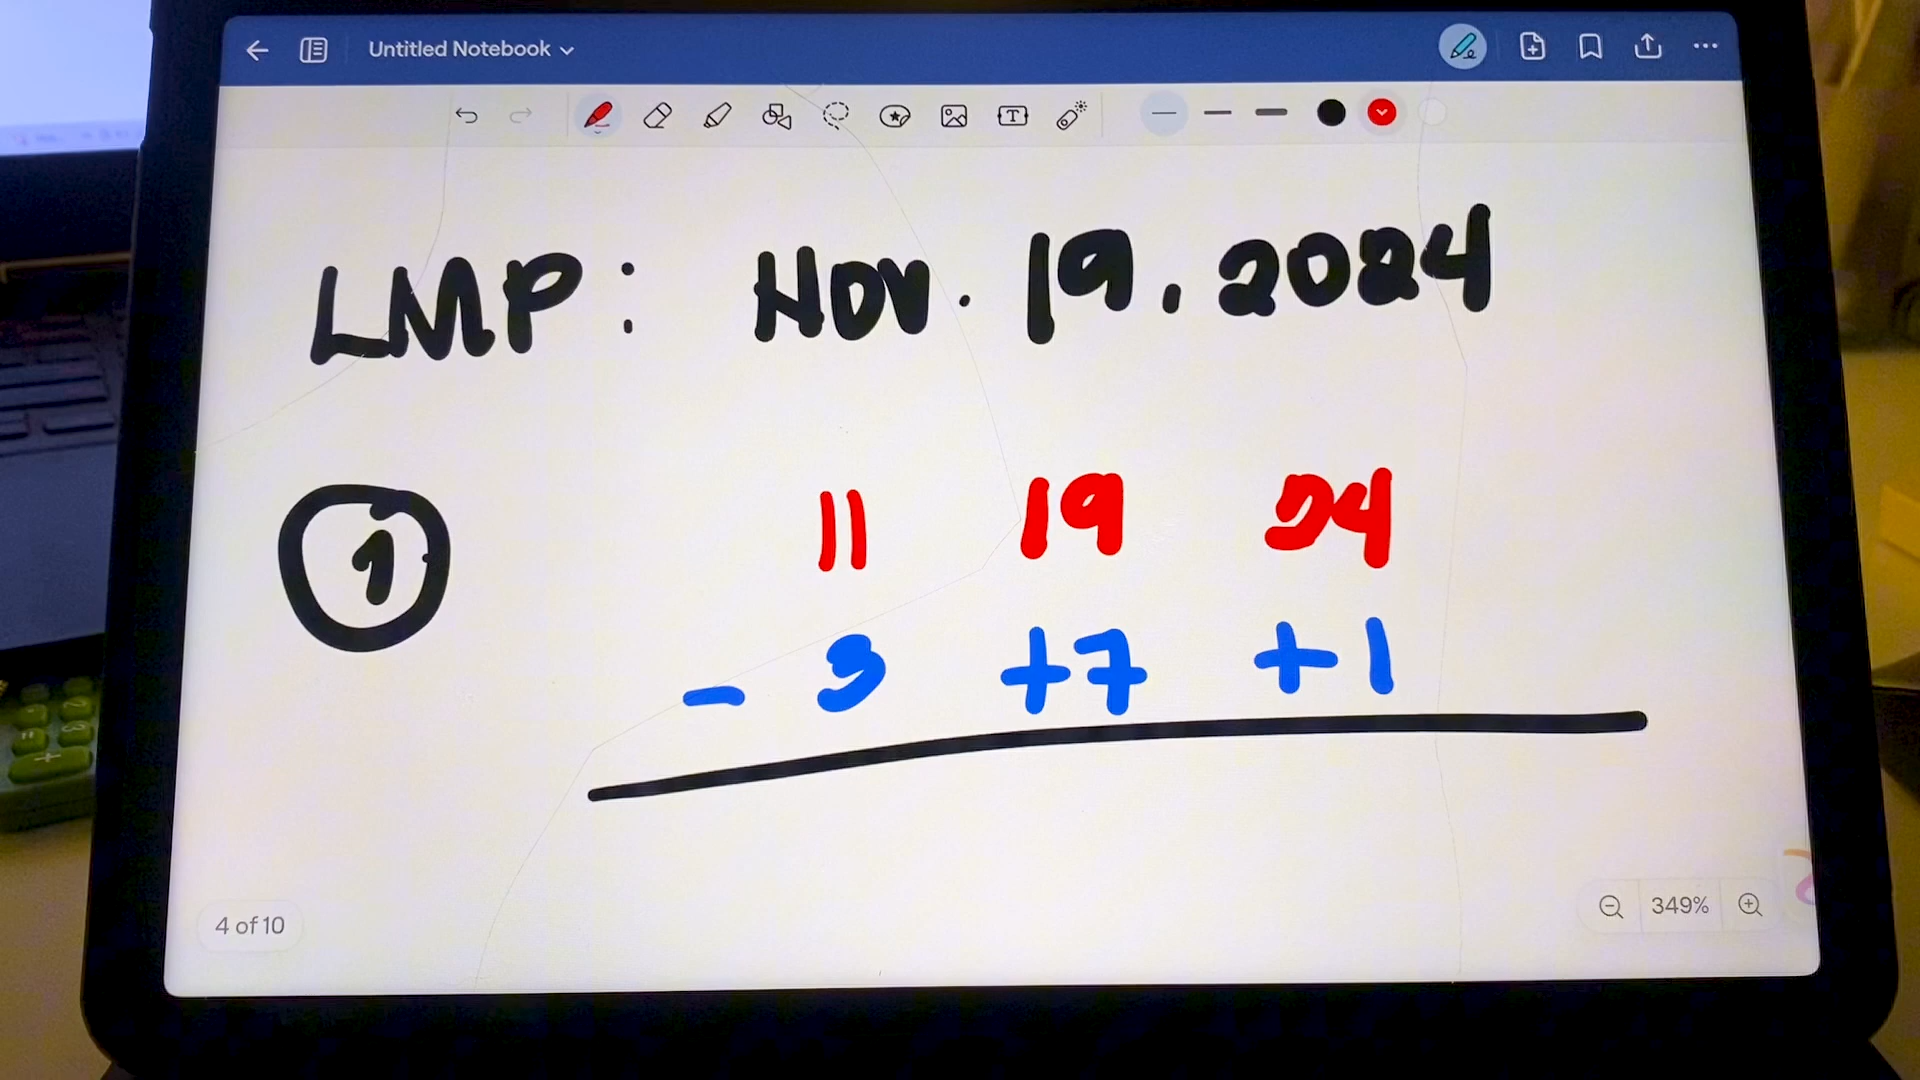 Untitled Notebook
LMP: Nov. 19, 2024
1
11 19 24
- 3 +7 +1
4 of 10
349%